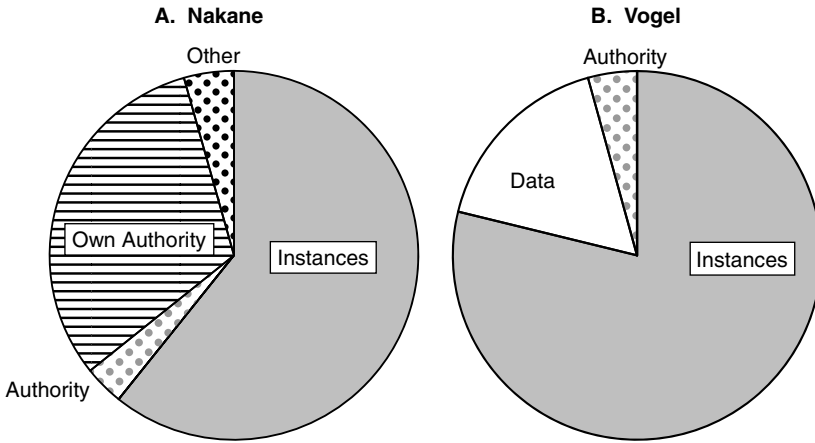 A. Nakane
Other
Own Authority
Instances
Authority
B. Vogel
Authority
Data
Instances